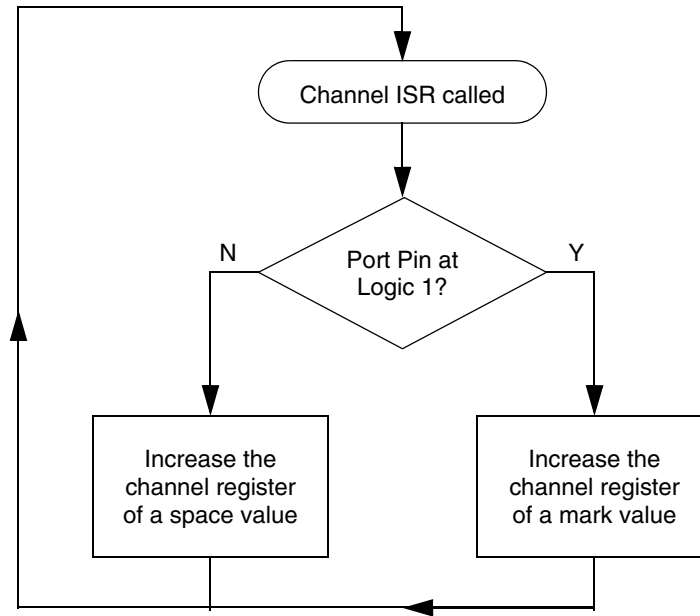 Channel ISR called
N
Y
Port Pin at
Logic 1?
Increase the
channel register
of a space value
Increase the
channel register
of a mark value